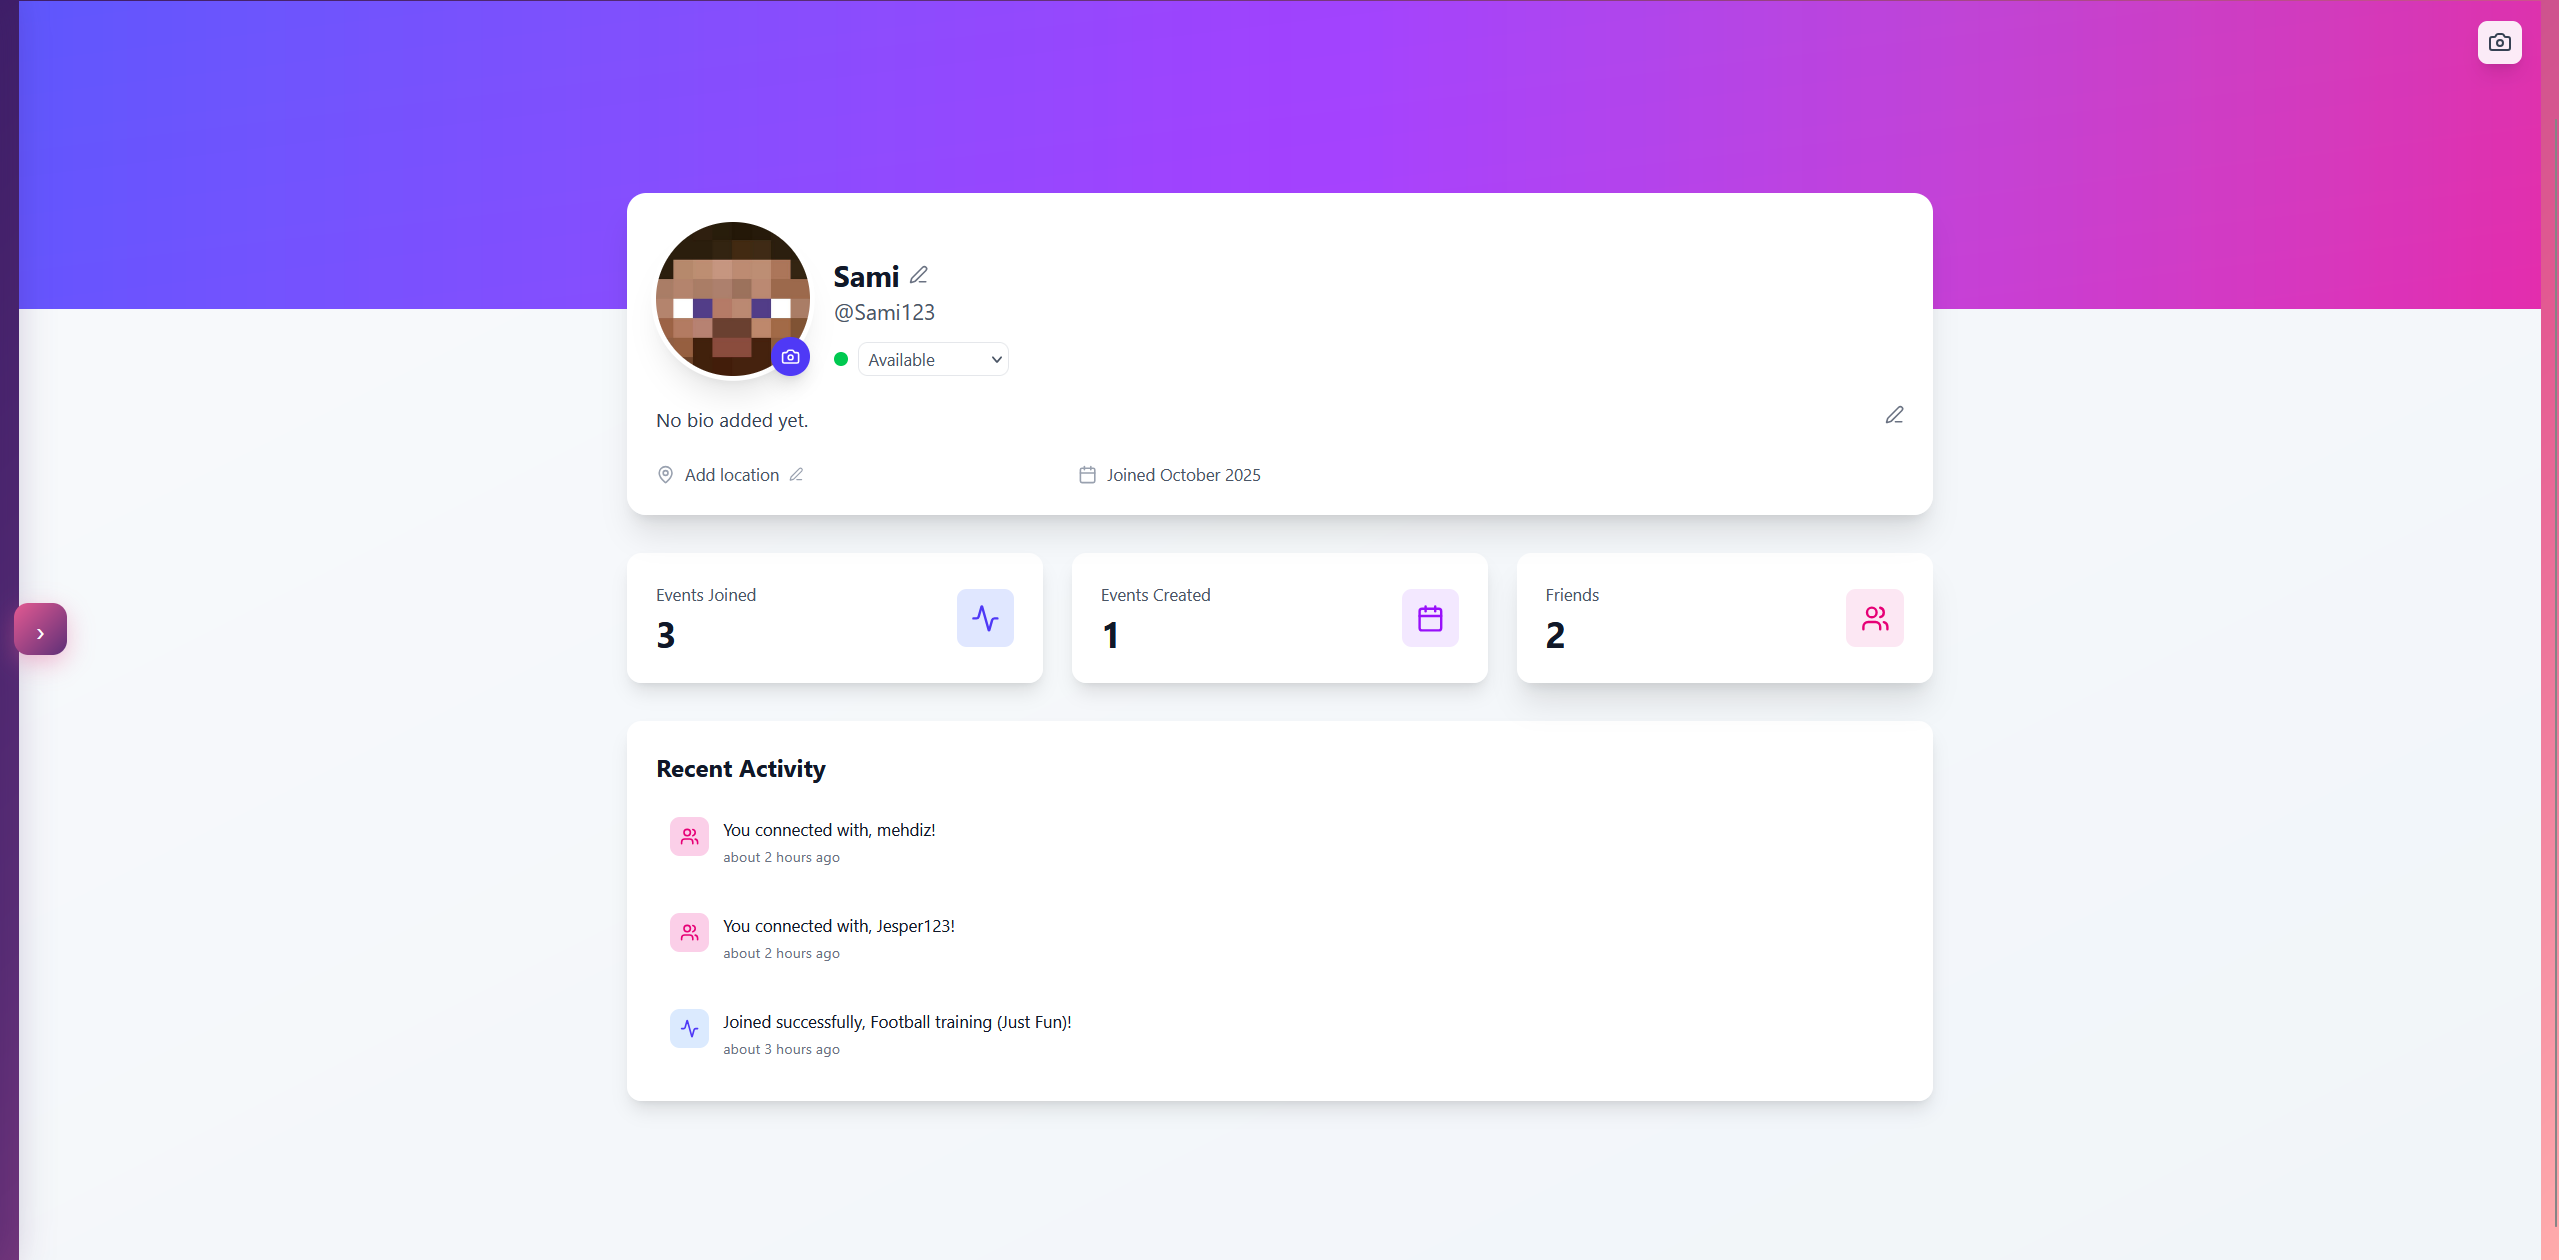 Sami
@Sami123
Available
No bio added yet.
Add location
Joined October 2025
Events Joined
3
Events Created
1
Friends
2
Recent Activity
You connected with, mehdiz!
about 2 hours ago
You connected with, Jesper123!
about 2 hours ago
Joined successfully, Football training (Just Fun)!
about 3 hours ago